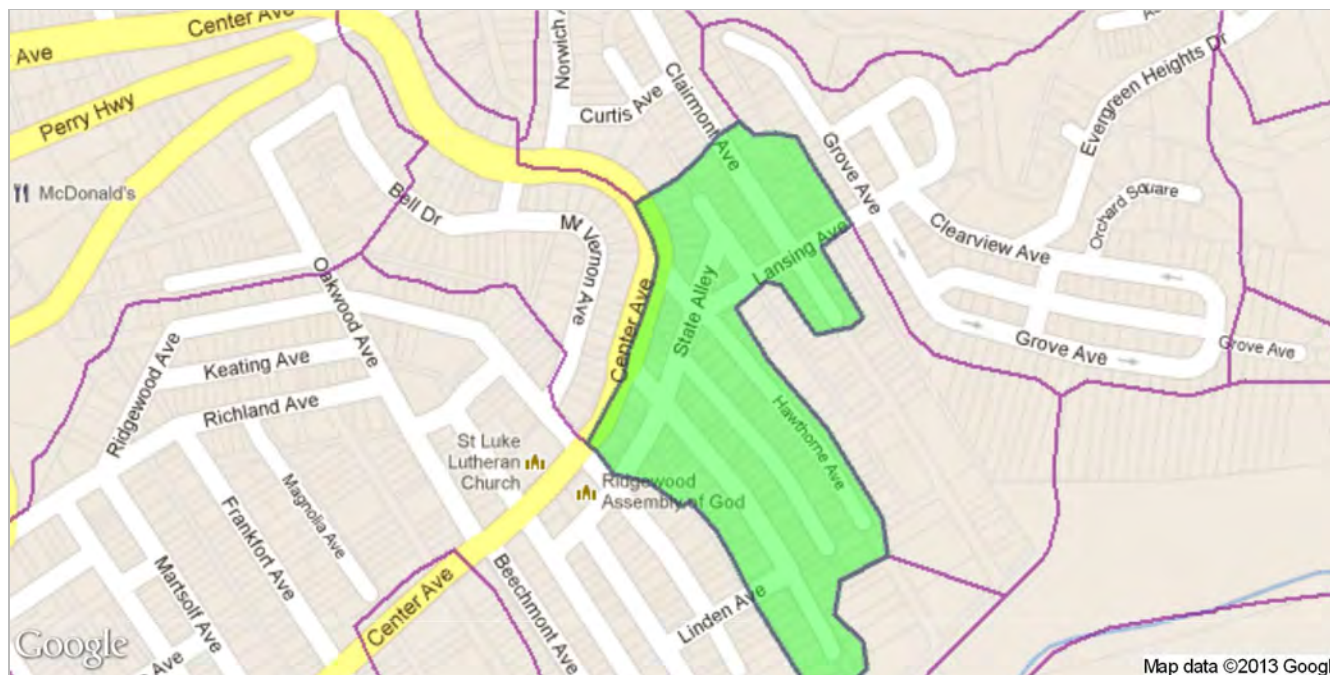 Center Ave
Ave
Perry Hwy
McDonald's
Norwich
Curtis Ave
Clairmont Ave
Grove Ave
Evergreen Heights Dr
Orchard Square
Clearview Ave
Bell Dr
Vernon Ave
Lansing Ave
State Alley
Center Ave
Oakwood Ave
Grove Ave
Grove Ave
Ridgewood Ave
Keating Ave
Richland Ave
Hawthorne Ave
St Luke
Lutheran
Church
Ridgewood
Assembly of God
Magnolia Ave
Frankfort Ave
Martsolf Ave
Beechmont Ave
Linden Ave
Center Ave
Google
Ave
Map data ©2013 Googl